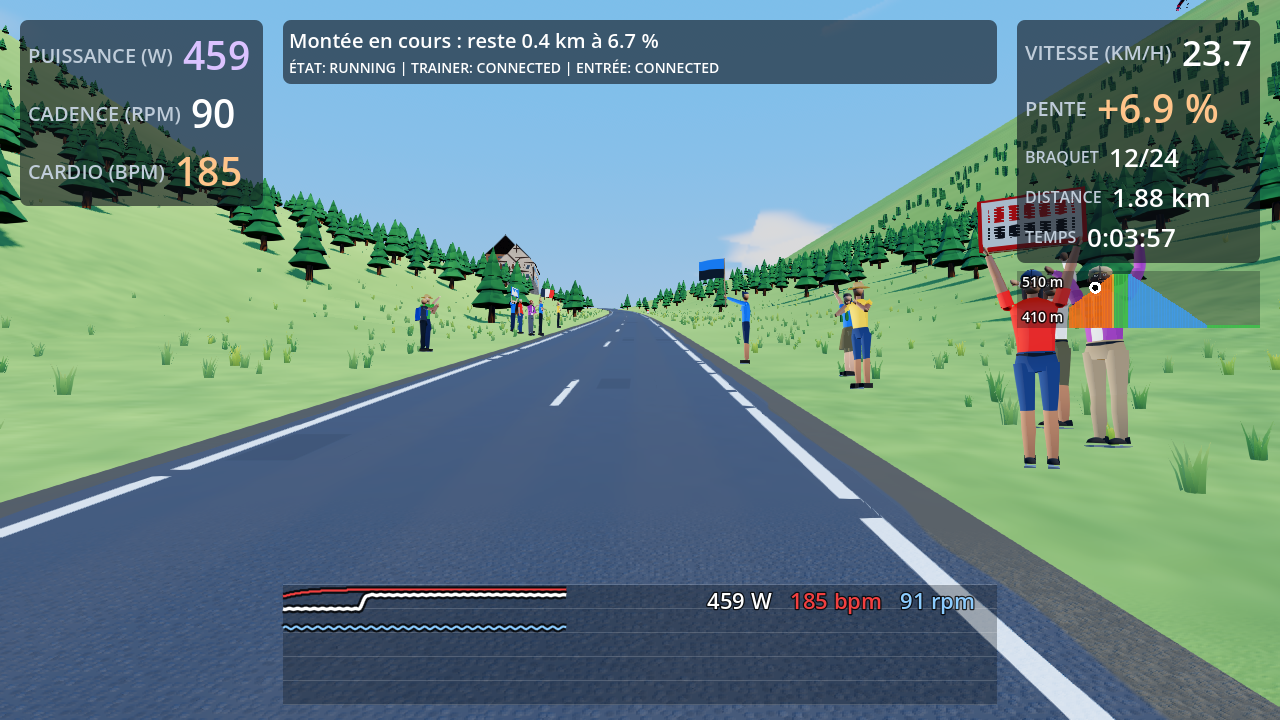 PUISSANCE (W) 459
CADENCE (RPM) 90
CARDIO (BPM) 185
Montée en cours : reste 0.4 km à 6.7 %
ÉTAT: RUNNING | TRAINER: CONNECTED | ENTRÉE: CONNECTED
VITESSE (KM/H) 23.7
PENTE +6.9 %
BRAQUET 12/24
DISTANCE 1.88 km
TEMPS 0:03:57
510 m
410 m
459 W 185 bpm 91 rpm